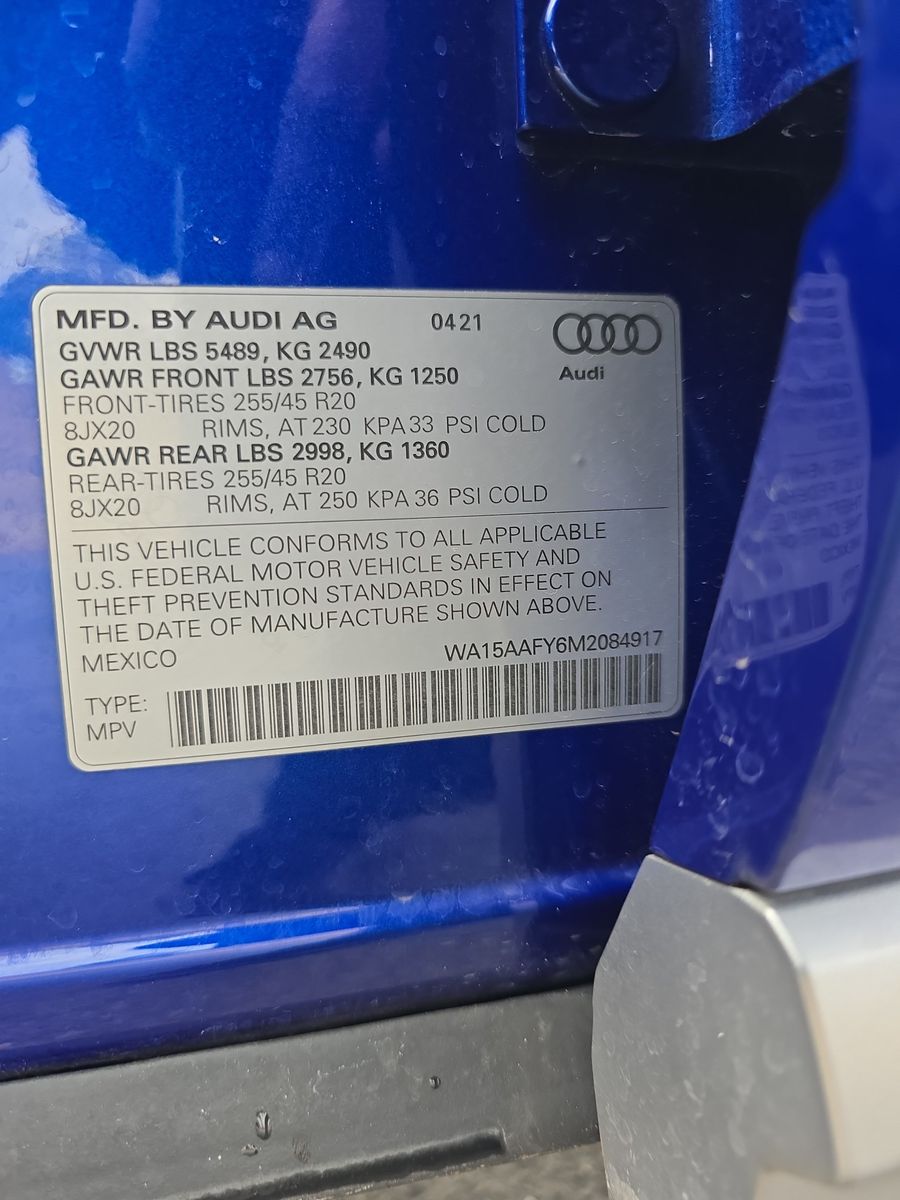 MFD. BY AUDI AG 0421
GVWR LBS 5489, KG 2490
GAWR FRONT LBS 2756, KG 1250
Audi
FRONT-TIRES 255/45 R20
8JX20 RIMS, AT 230 KPA 33 PSI COLD
GAWR REAR LBS 2998, KG 1360
REAR-TIRES 255/45 R20
8JX20 RIMS, AT 250 KPA 36 PSI COLD
THIS VEHICLE CONFORMS TO ALL APPLICABLE
U.S. FEDERAL MOTOR VEHICLE SAFETY AND
THEFT PREVENTION STANDARDS IN EFFECT ON
THE DATE OF MANUFACTURE SHOWN ABOVE.
MEXICO WA15AAFY6M2084917
TYPE:
MPV